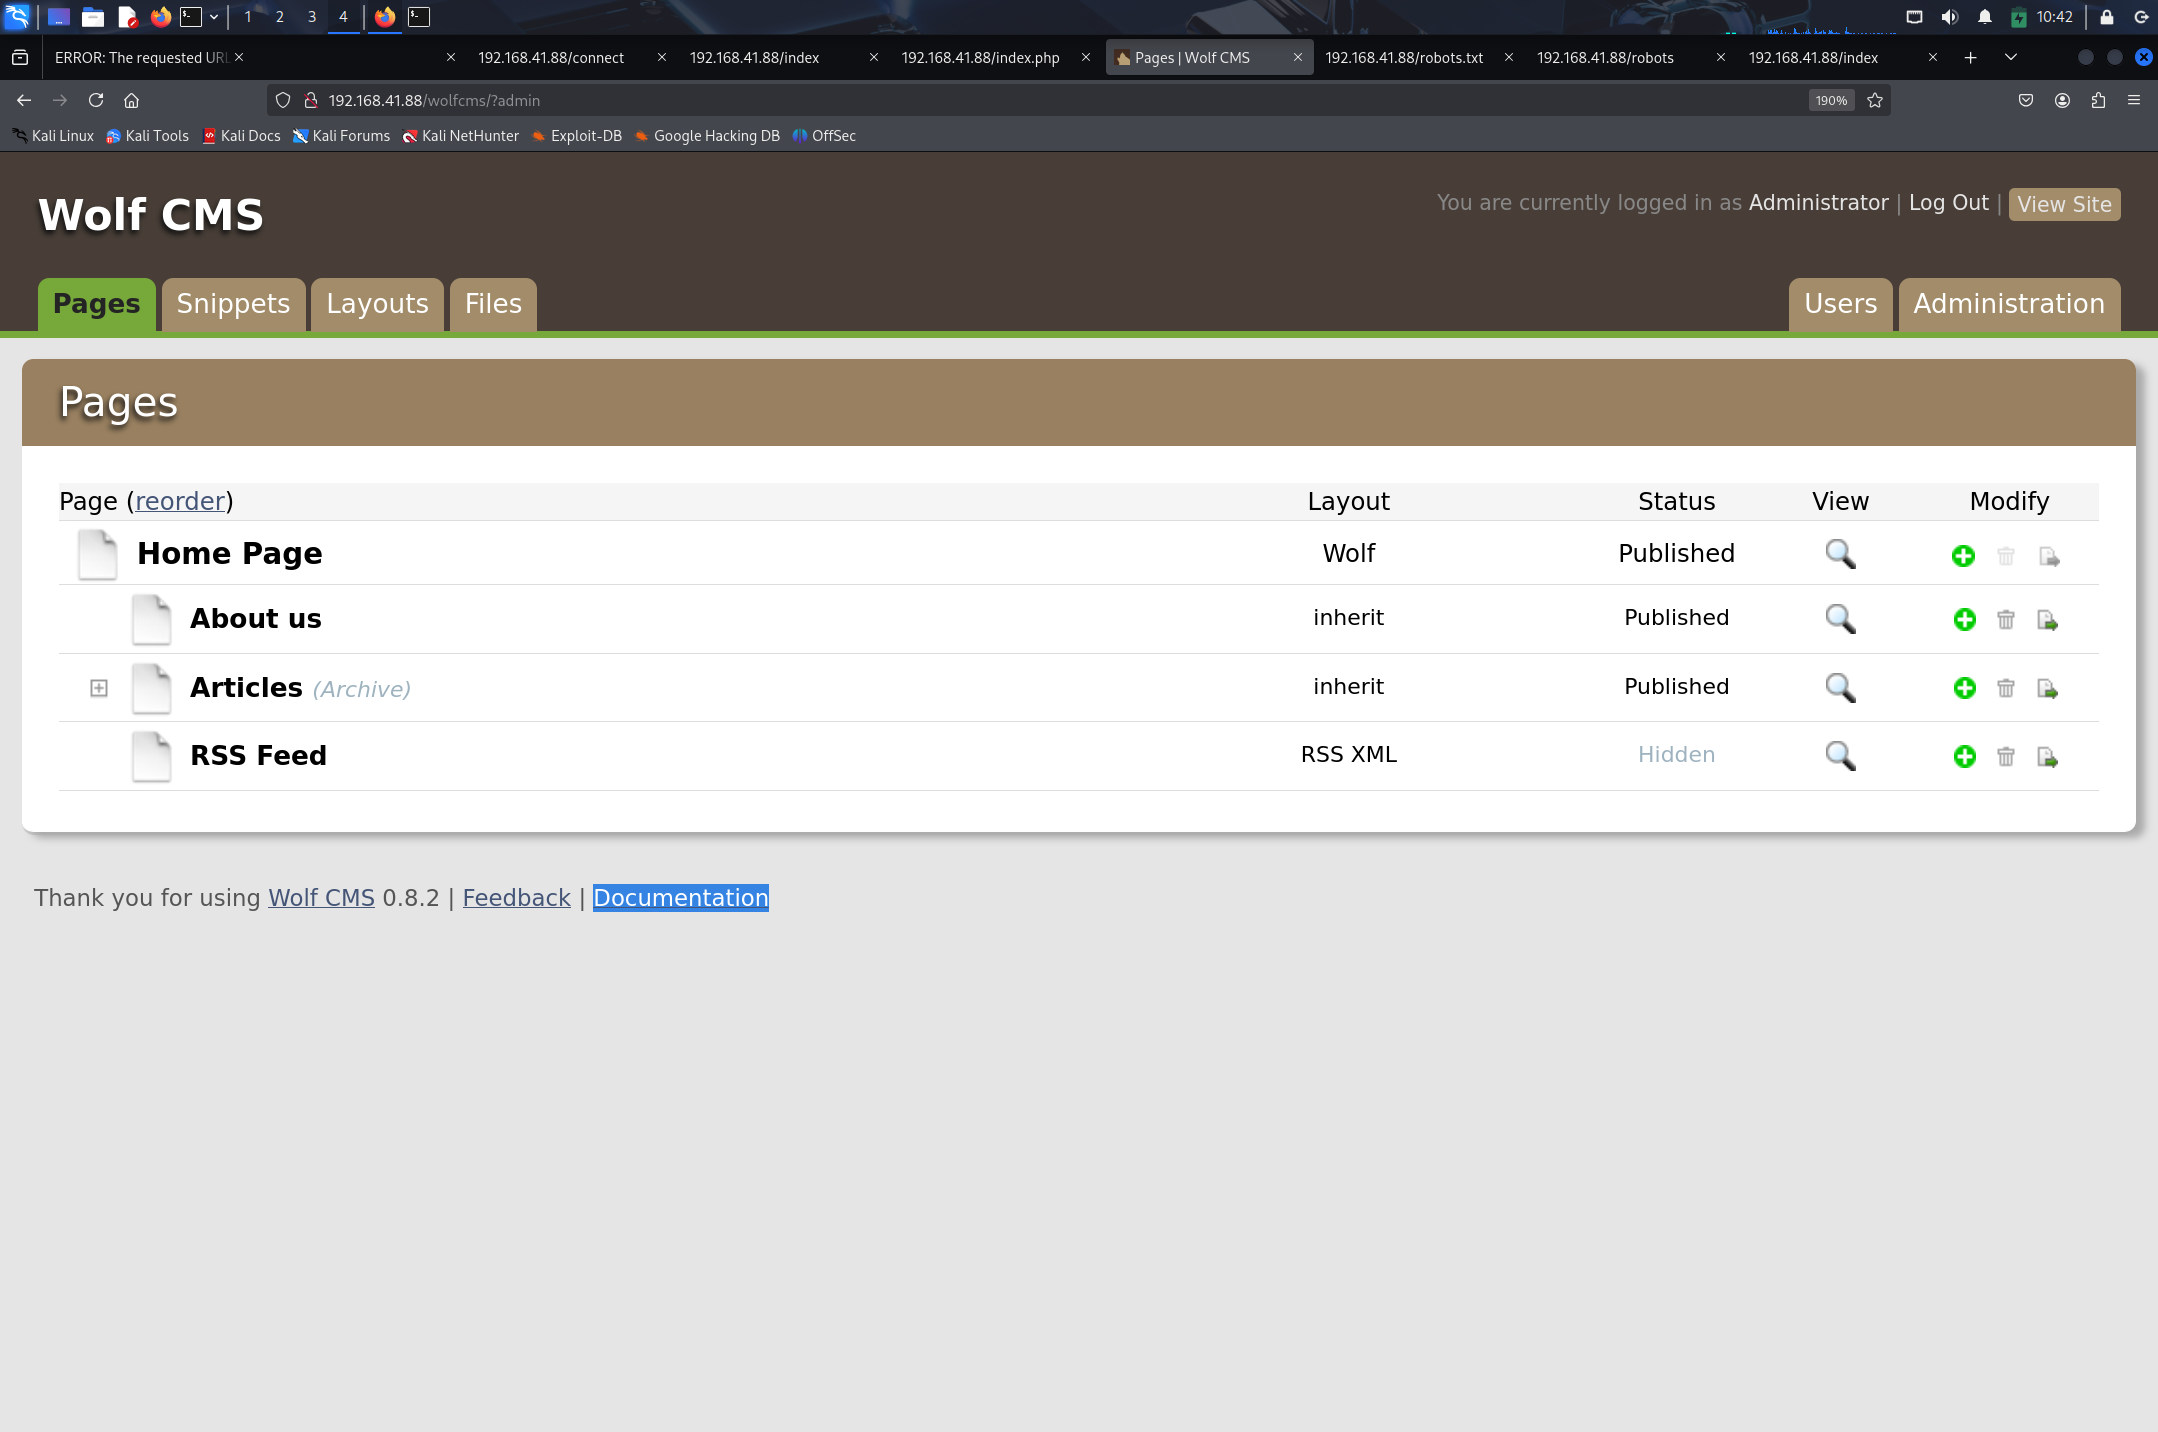 1 2 3 4 10:42
ERROR: The requested URL 192.168.41.88/connect 192.168.41.88/index 192.168.41.88/index.php Pages | Wolf CMS 192.168.41.88/robots.txt 192.168.41.88/robots 192.168.41.88/index
192.168.41.88/wolfcms/?admin 190%
Kali Linux Kali Tools Kali Docs Kali Forums Kali NetHunter Exploit-DB Google Hacking DB OffSec
Wolf CMS
You are currently logged in as Administrator | Log Out | View Site
Pages Snippets Layouts Files Users Administration
Pages
Page (reorder) Layout Status View Modify
Home Page Wolf Published
About us inherit Published
Articles (Archive) inherit Published
RSS Feed RSS XML Hidden
Thank you for using Wolf CMS 0.8.2 | Feedback | Documentation